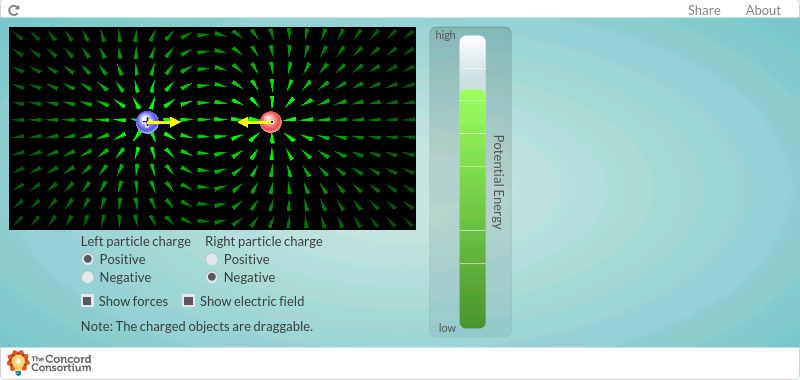 Share About
high
Potential Energy
low
Left particle charge Right particle charge
Positive Positive
Negative Negative
Show forces Show electric field
Note: The charged objects are draggable.
The Concord
Consortium